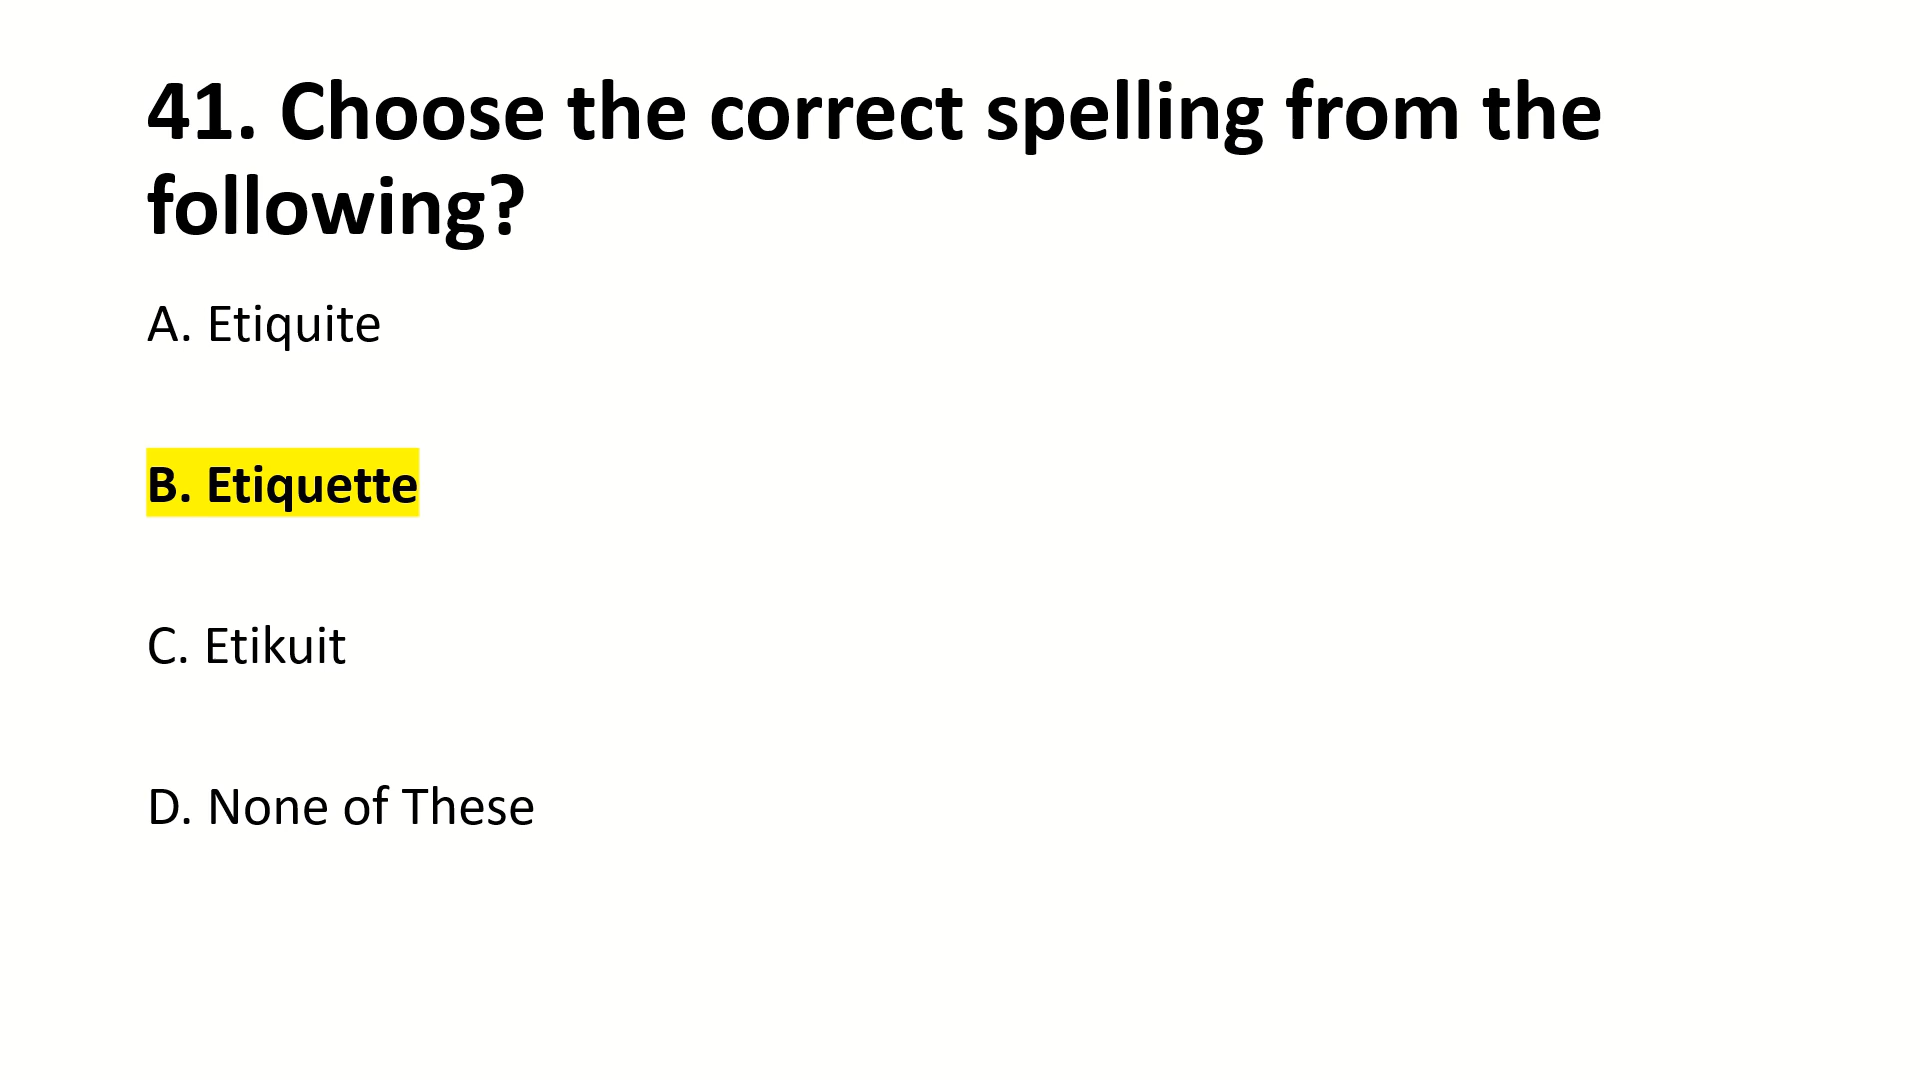 41. Choose the correct spelling from the
following?
A. Etiquite
B. Etiquette
C. Etikuit
D. None of These